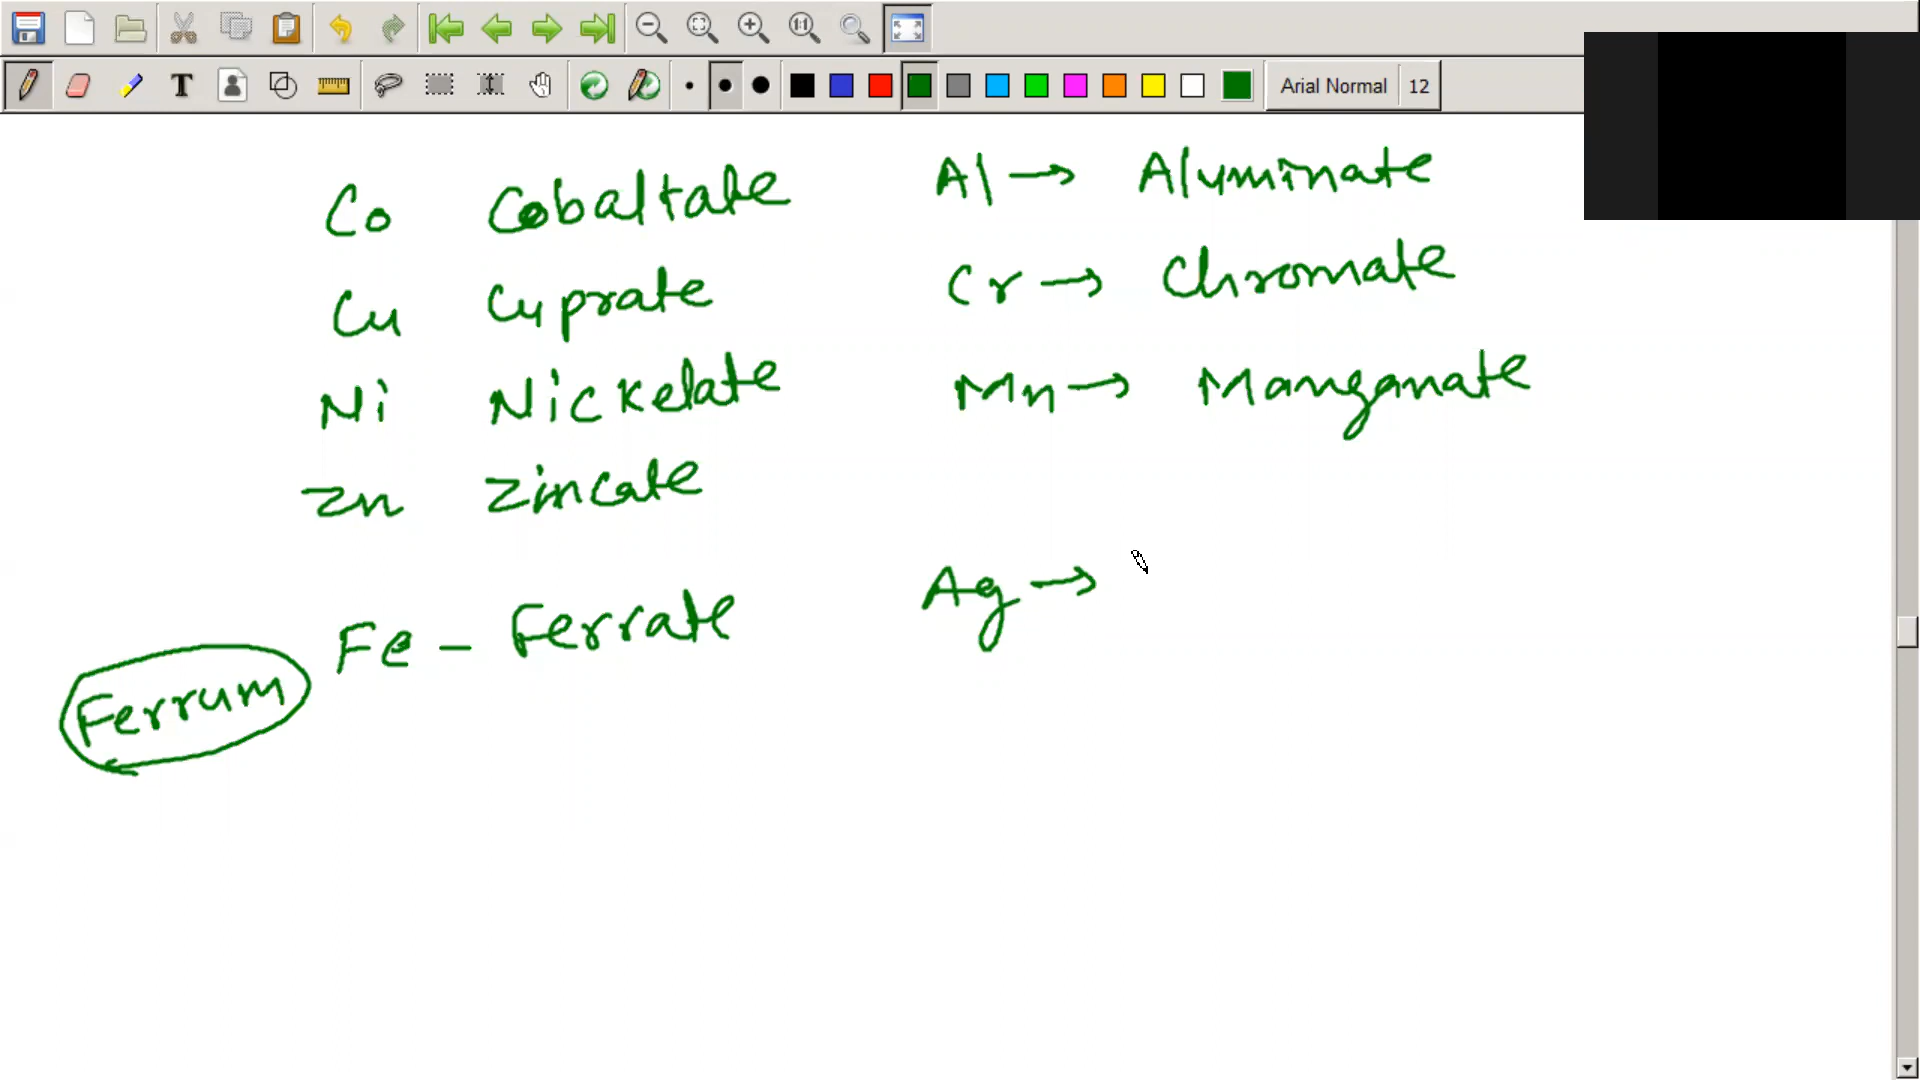 Arial Normal 12
Co Cobaltate
Cu Cuprate
Ni Nickelate
Zn Zincate
Fe - Ferrate
Ferrum
Al → Aluminate
Cr → Chromate
Mn → Manganate
Ag →